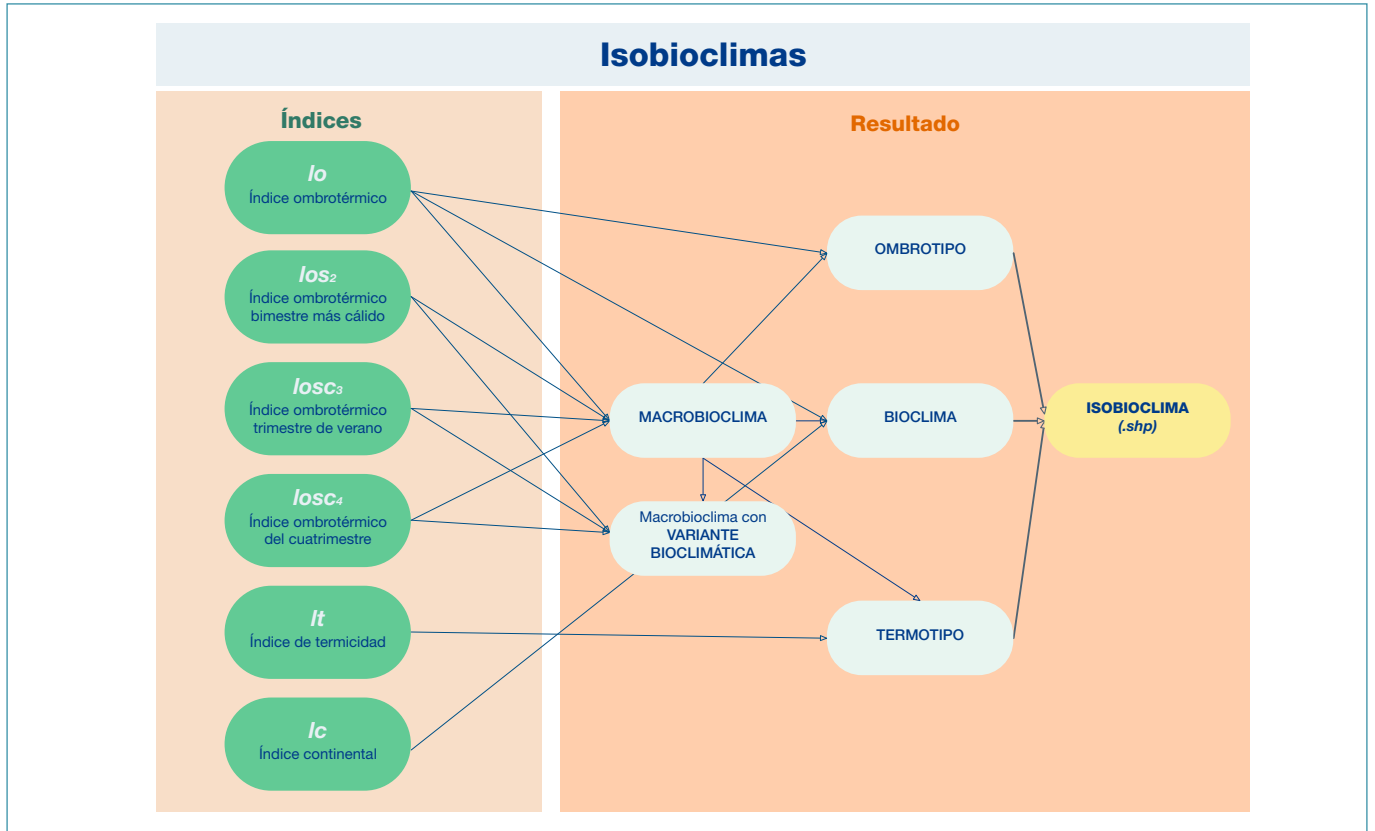 Isobioclimas
Índices
Io
Índice ombrotérmico
Ios2
Índice ombrotérmico
bimestre más cálido
Iosc3
Índice ombrotérmico
trimestre de verano
Iosc4
Índice ombrotérmico
del cuatrimestre
It
Índice de termicidad
Ic
Índice continental
Resultado
OMBROTIPO
MACROBIOCLIMA
BIOCLIMA
ISOBIOCLIMA
(.shp)
Macrobioclima con
VARIANTE
BIOCLIMÁTICA
TERMOTIPO